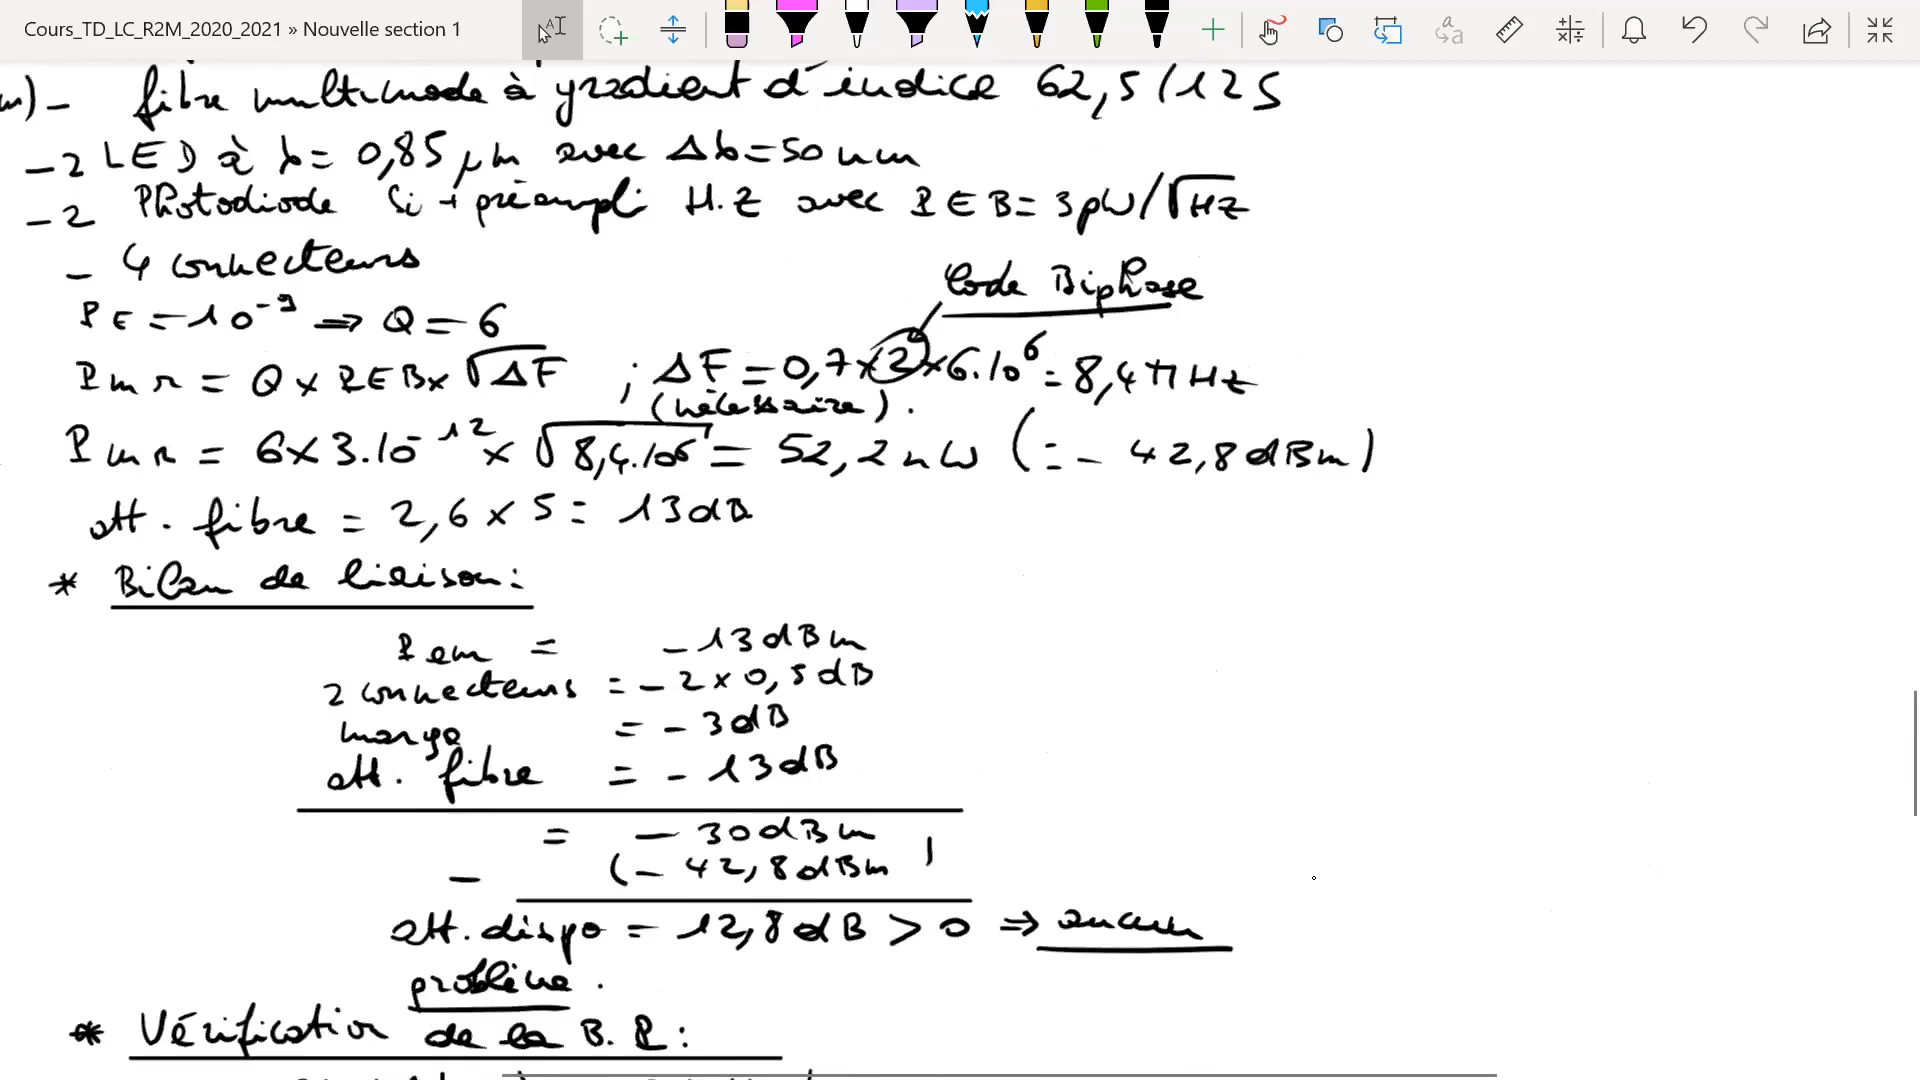 Cours_TD_LC_R2M_2020_2021 » Nouvelle section 1
- fibre multimode à gradient d'indice 62,5/125
- 2 LED à λ = 0,85 μm avec Δλ = 50 nm
- 2 Photodiode Si + préampli H.Z avec PEB = 3pW/√HZ
- 4 connecteurs
Code Biphase
PE = 10⁻⁹ ⇒ Q = 6
Pmr = Q × PEB × √ΔF ; ΔF = 0,7 × 2 × 6.10⁶ = 8,4 MHz
(nécessaire).
Pmr = 6 × 3.10⁻¹² × √8,4.10⁶ = 52,2 nW (= - 42,8 dBm)
att. fibre = 2,6 × 5 = 13 dB
* Bilan de liaison :
Pem = - 13 dBm
2 connecteurs = - 2 × 0,5 dB
marge = - 3 dB
att. fibre = - 13 dB
= - 30 dBm
- (- 42,8 dBm)
att. dispo = 12,8 dB > 0 ⇒ aucun
problème .
* Vérification de la B.P. :